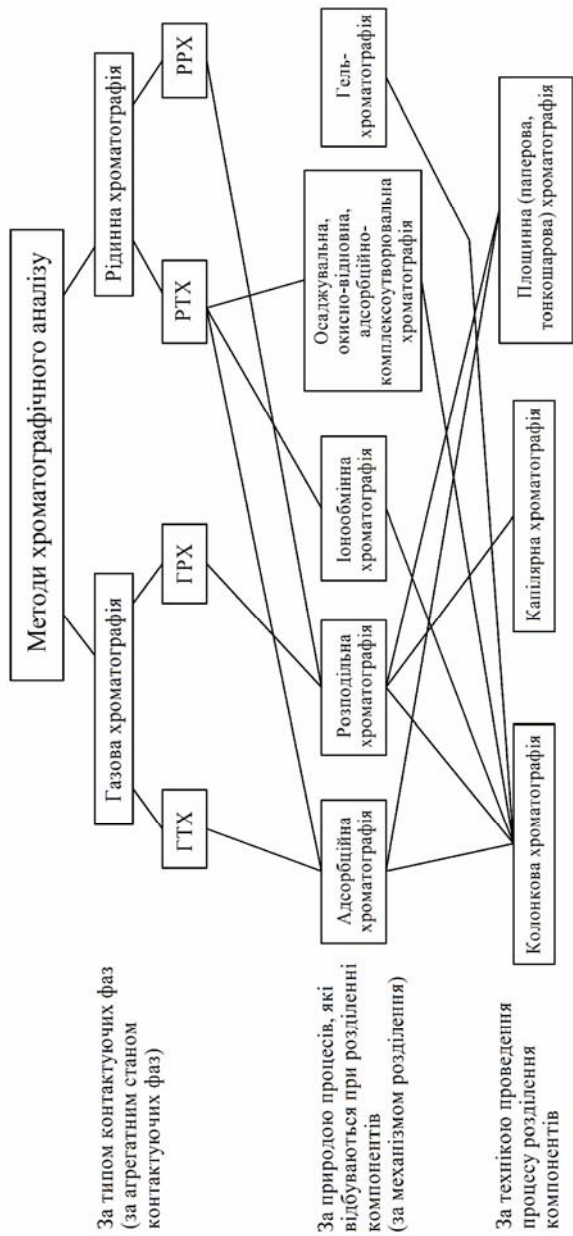 Методи хроматографічного аналізу
За типом контактуючих фаз
(за агрегатним станом
контактуючих фаз)
Газова хроматографія
Рідинна хроматографія
ГТХ
ГРХ
РТХ
РРХ
За природою процесів, які
відбуваються при розділенні
компонентів
(за механізмом розділення)
Адсорбційна
хроматографія
Розподільна
хроматографія
Іонообмінна
хроматографія
Осаджувальна,
окисно-відновна,
адсорбційно-
комплексоутворювальна
хроматографія
Гель-
хроматографія
За технікою проведення
процесу розділення
компонентів
Колонкова хроматографія
Капілярна хроматографія
Площинна (паперова,
тонкошарова) хроматографія